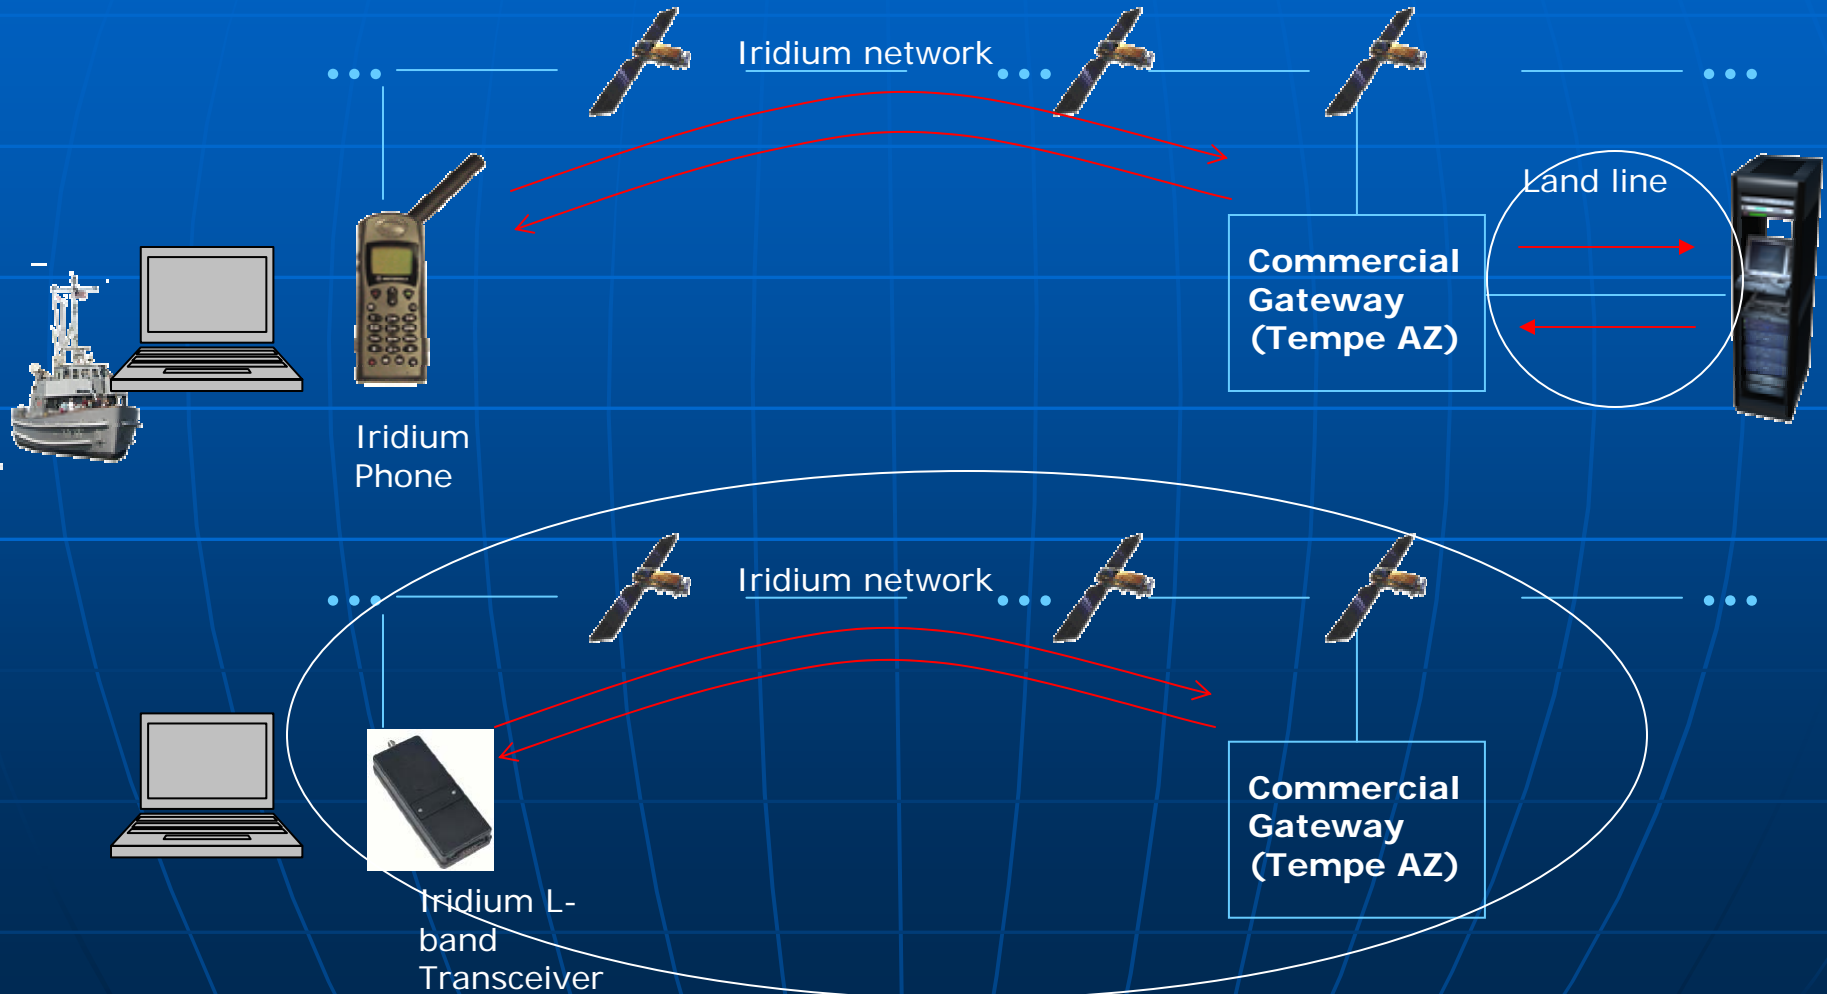 Iridium network
Land line
Commercial
Gateway
(Tempe AZ)
Iridium
Phone
Iridium network
Commercial
Gateway
(Tempe AZ)
Iridium L-
band
Transceiver